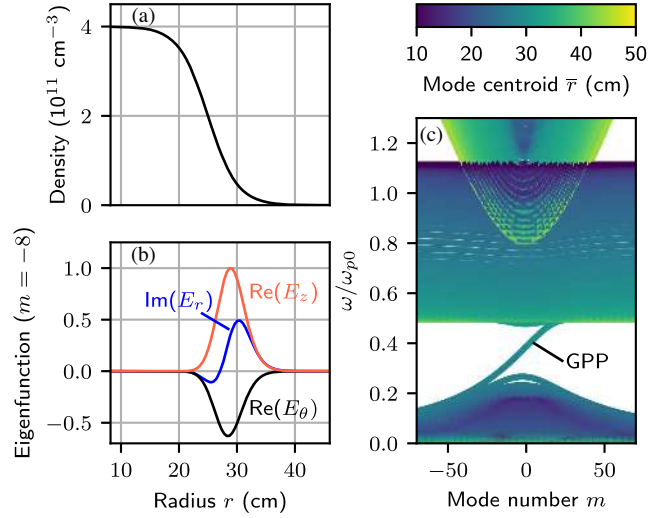 (a)
Density (10¹¹ cm⁻³)
4
2
0
(b)
Eigenfunction (m = −8)
1.0
0.5
0.0
−0.5
Im(E_r)
Re(E_z)
Re(E_θ)
10 20 30 40
Radius r (cm)
10 20 30 40 50
Mode centroid r̅ (cm)
(c)
ω/ω_{p0}
1.2
1.0
0.8
0.6
0.4
0.2
0.0
GPP
−50 0 50
Mode number m